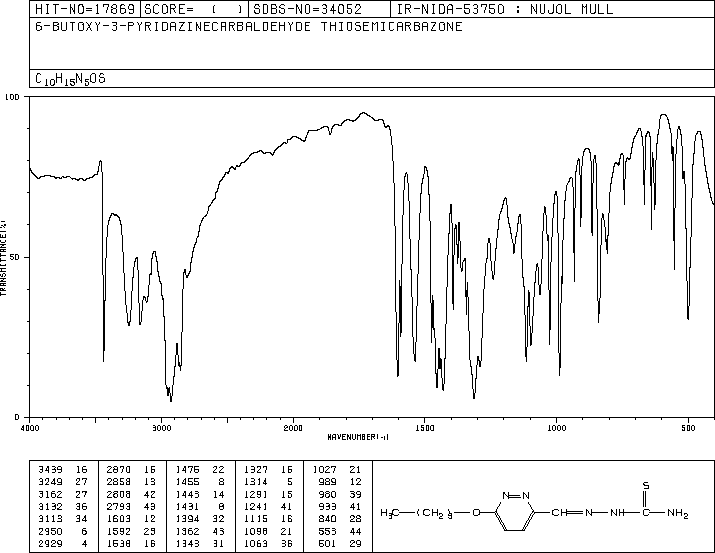 HIT-NO=17869 SCORE= ( ) SDBS-NO=34052 IR-NIDA-53750 : NUJOL MULL
6-BUTOXY-3-PYRIDAZINECARBALDEHYDE THIOSEMICARBAZONE
C10H15N5OS
100
50
0
TRANSMITTANCE(%)
4000 3000 2000 1500 1000 500
WAVENUMBER(-1)
3439 16 2870 16 1476 22 1327 16 1027 21
3249 27 2858 13 1455 8 1314 5 989 12
3162 27 2808 42 1443 14 1291 15 980 39
3132 36 2793 43 1431 8 1241 41 933 41
3113 34 1603 12 1394 32 1115 16 840 28
2950 6 1592 29 1362 43 1098 21 553 44
2929 4 1538 16 1343 31 1063 36 501 29
S
N N
H3C (CH2)3 O CH N NH C NH2